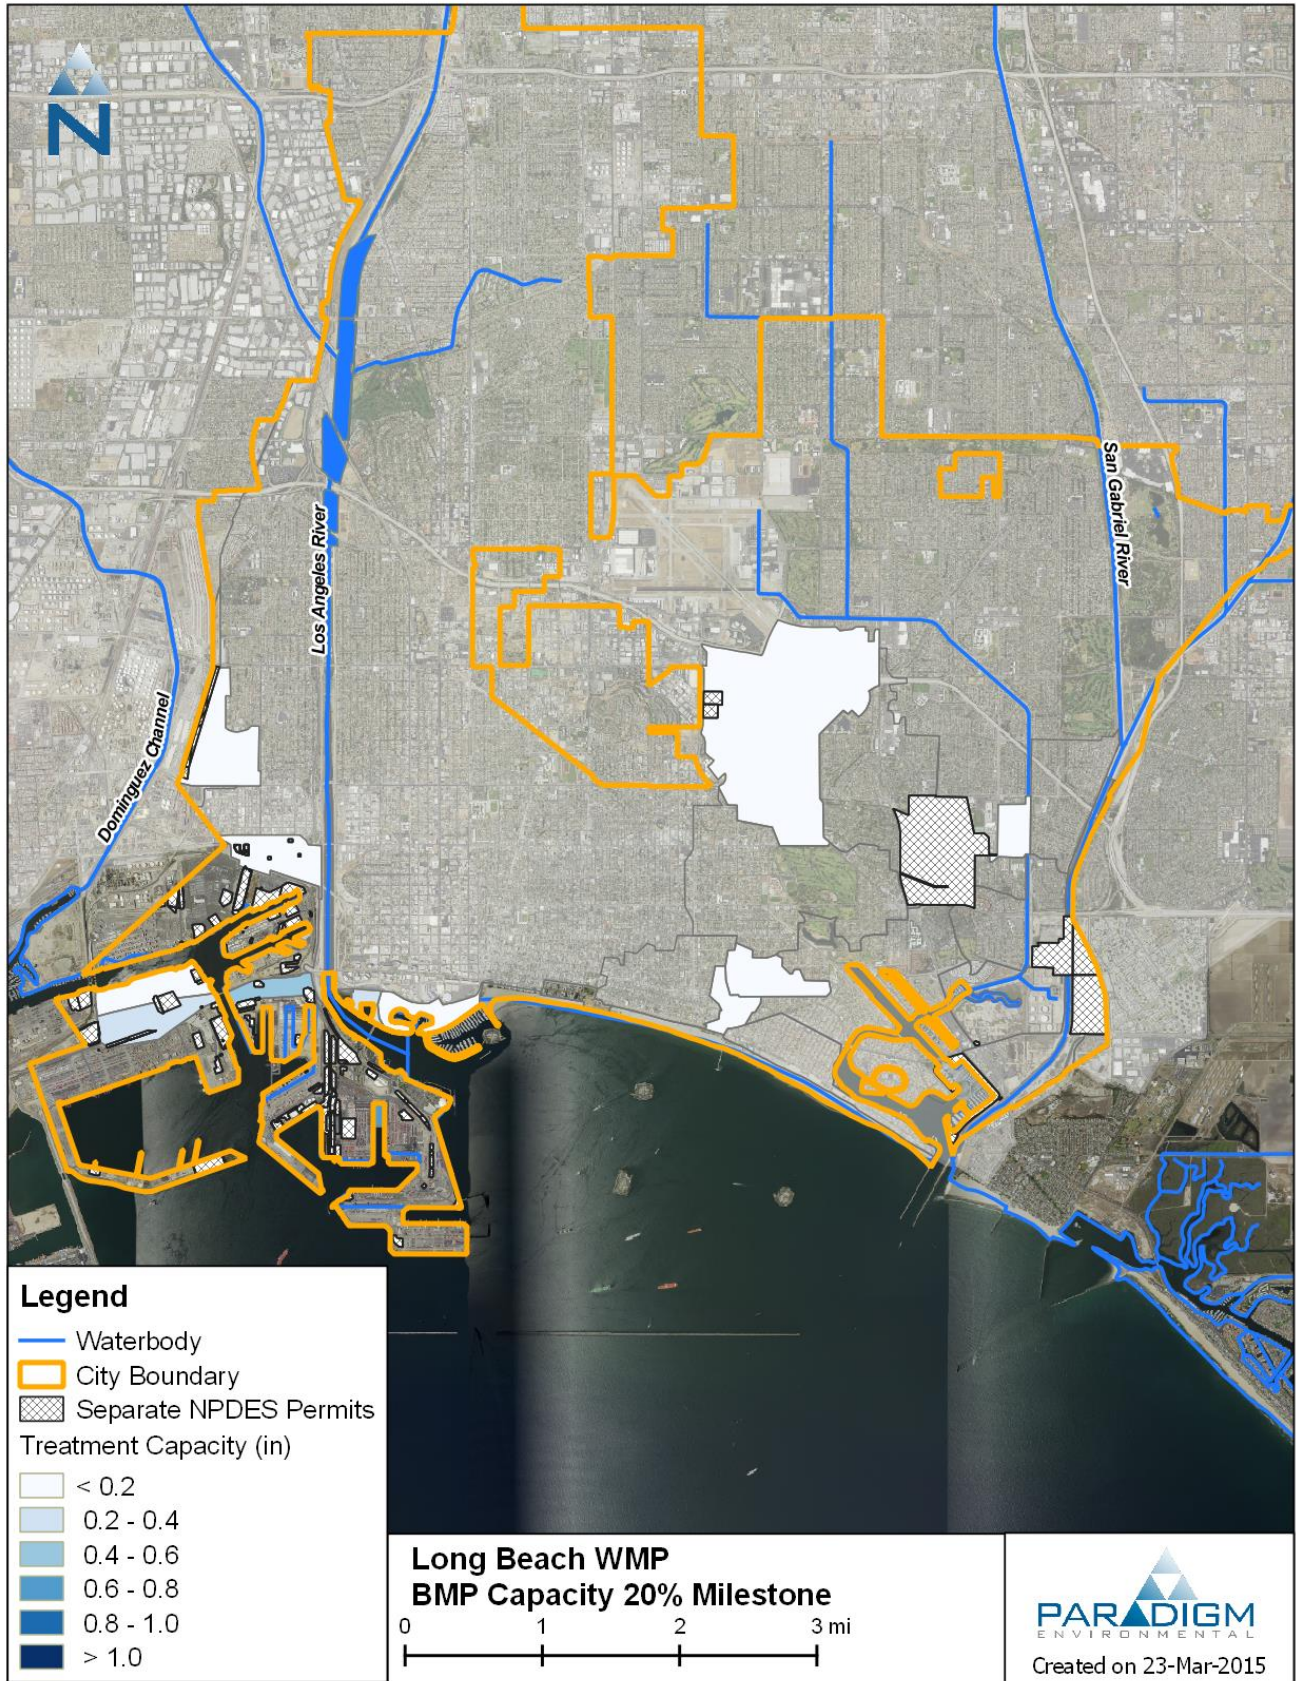 N
Los Angeles River
San Gabriel River
Dominguez Channel
Legend
Waterbody
City Boundary
Separate NPDES Permits
Treatment Capacity (in)
< 0.2
0.2 - 0.4
0.4 - 0.6
0.6 - 0.8
0.8 - 1.0
> 1.0
Long Beach WMP
BMP Capacity 20% Milestone
0 1 2 3 mi
PARADIGM
ENVIRONMENTAL
Created on 23-Mar-2015